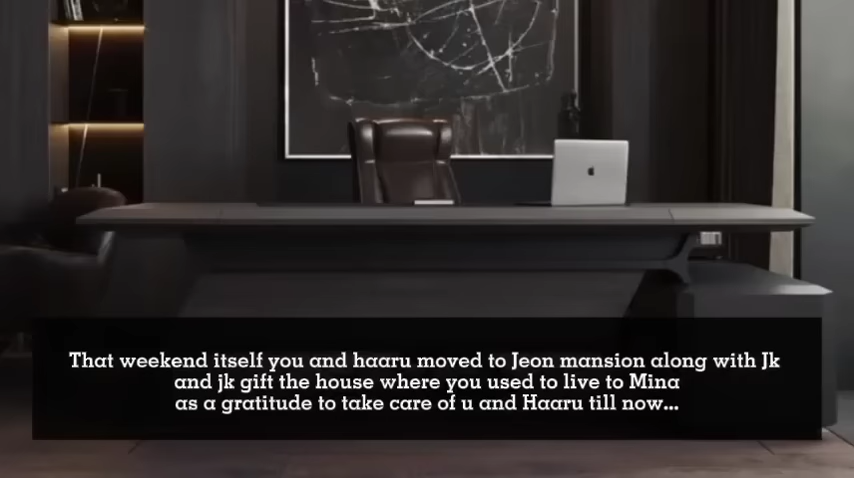 That weekend itself you and haaru moved to Jeon mansion along with Jk
and jk gift the house where you used to live to Mina
as a gratitude to take care of u and Haaru till now...